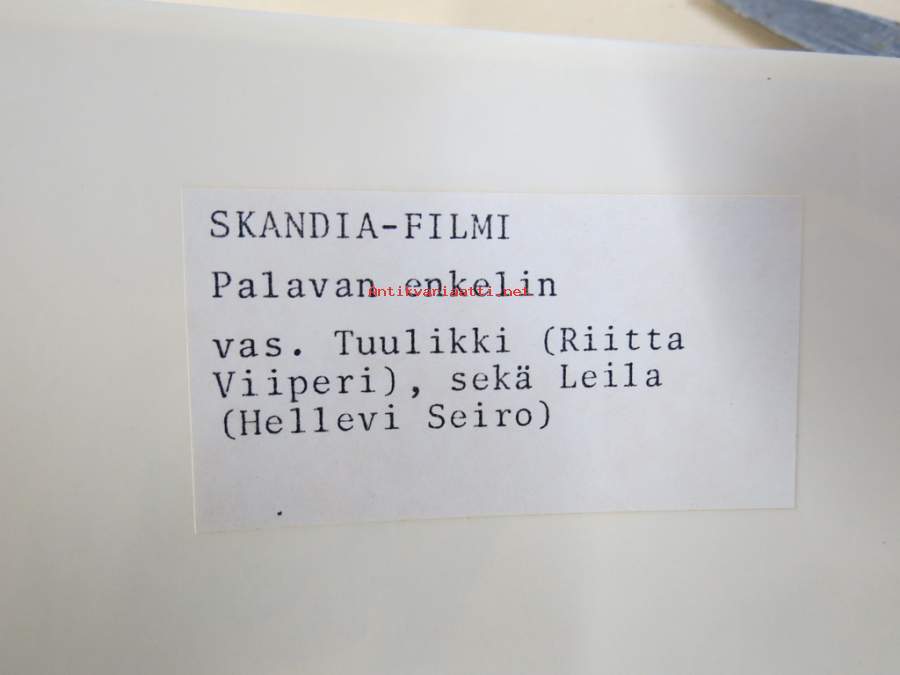 SKANDIA-FILMI
Palavan enkelin
Antikvariaatti.net
vas. Tuulikki (Riitta
Viiperi), sekä Leila
(Hellevi Seiro)